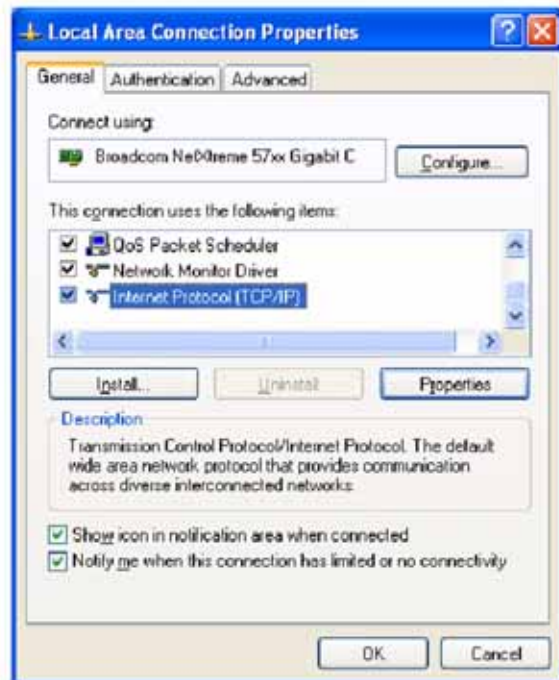 Local Area Connection Properties
General Authentication Advanced
Connect using:
Broadcom NetXtreme 57xx Gigabit C
Configure...
This connection uses the following items:
QoS Packet Scheduler
Network Monitor Driver
Internet Protocol (TCP/IP)
Install... Uninstall Properties
Description
Transmission Control Protocol/Internet Protocol. The default
wide area network protocol that provides communication
across diverse interconnected networks.
Show icon in notification area when connected
Notify me when this connection has limited or no connectivity
OK Cancel